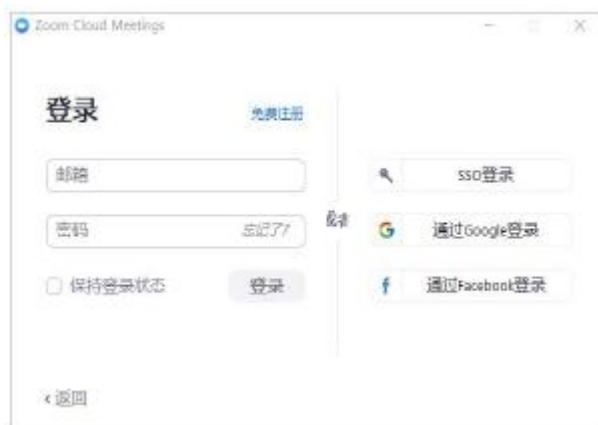 Zoom Cloud Meetings
登录
免费注册
邮箱
密码
忘记了?
保持登录状态
登录
或者
SSO登录
通过Google登录
通过Facebook登录
‹ 返回